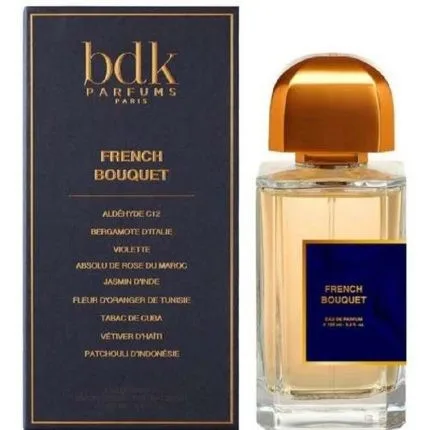 bdk
PARFUMS
PARIS
FRENCH
BOUQUET
ALDÉHYDE C12
BERGAMOTE D'ITALIE
VIOLETTE
ABSOLU DE ROSE DU MAROC
JASMIN D'INDE
FLEUR D'ORANGER DE TUNISIE
TABAC DE CUBA
VÉTIVER D'HAÏTI
PATCHOULI D'INDONÉSIE
FRENCH
BOUQUET
EAU DE PARFUM